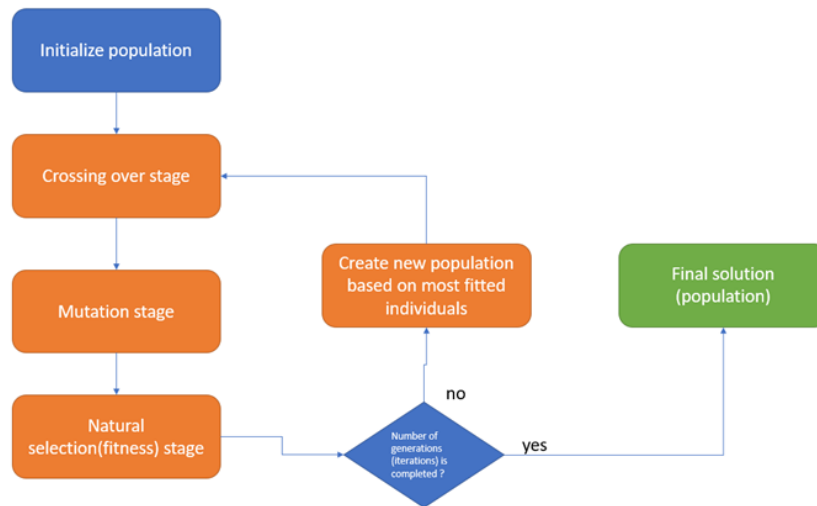 Initialize population
Crossing over stage
Create new population
based on most fitted
individuals
Final solution
(population)
Mutation stage
Natural
selection(fitness) stage
no
Number of
generations
(iterations) is
completed ?
yes